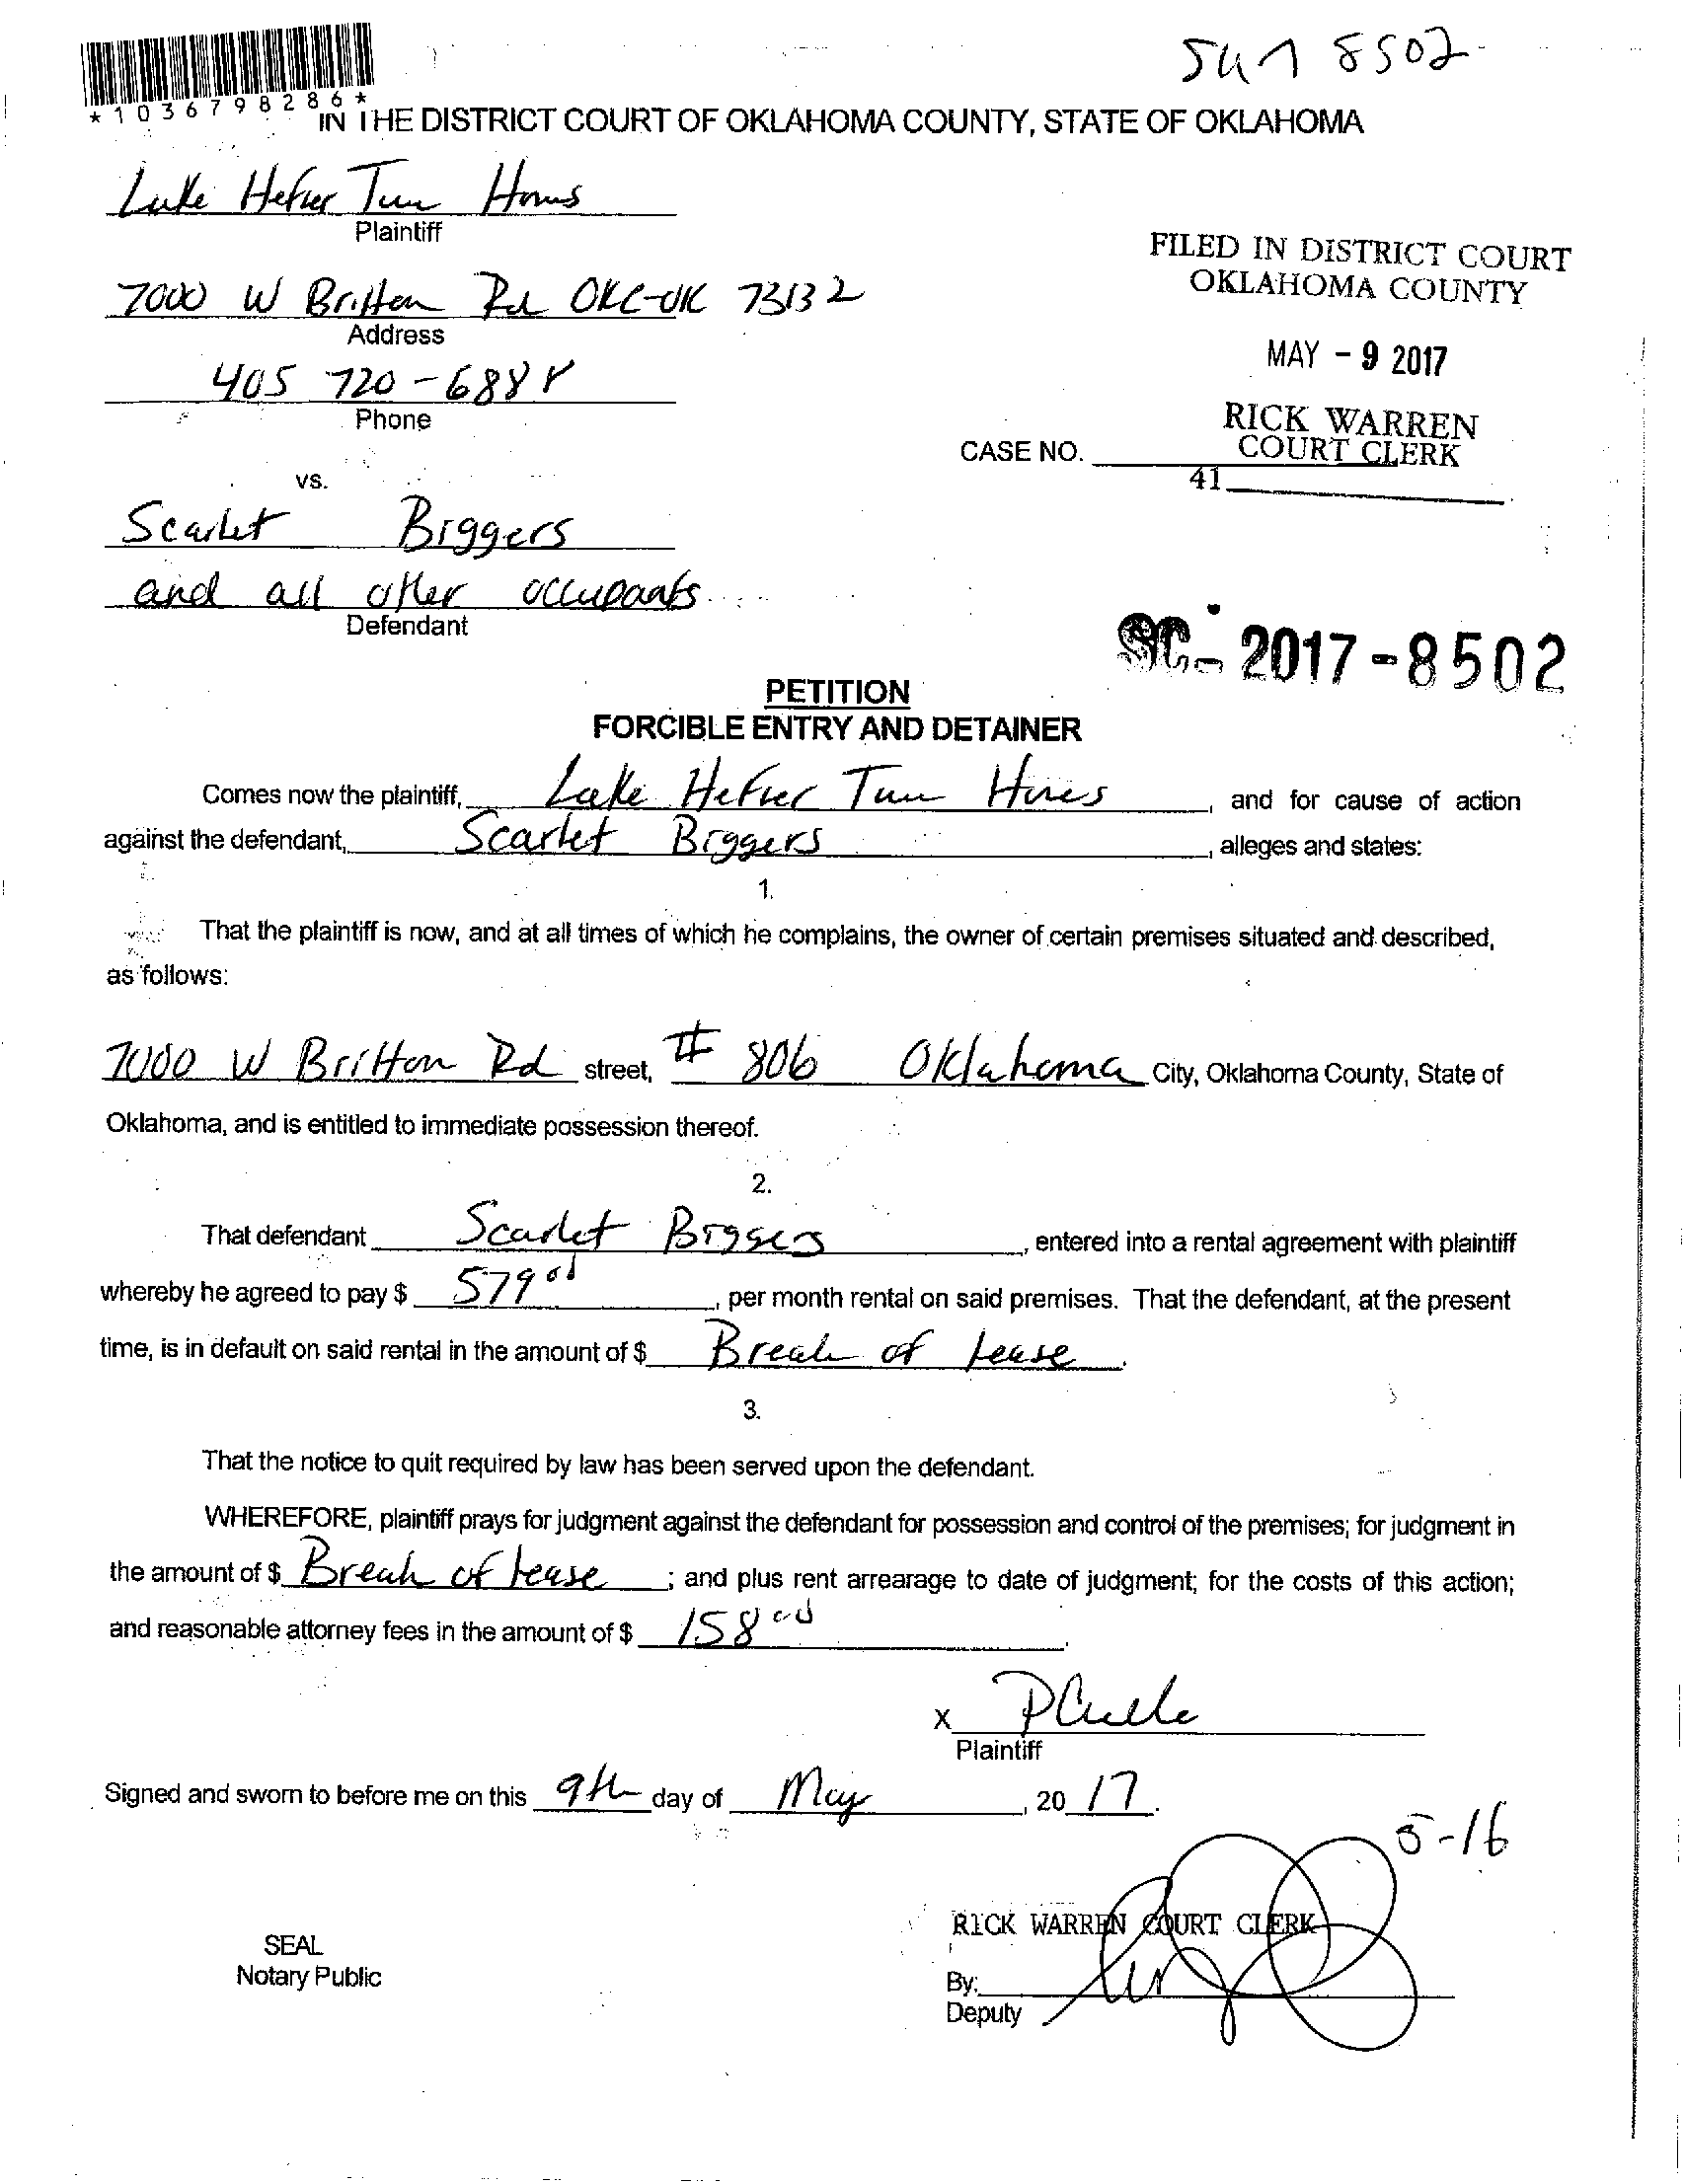 5417 8502
*1036798286*
IN THE DISTRICT COURT OF OKLAHOMA COUNTY, STATE OF OKLAHOMA
Lake Hefner Twn Homs
Plaintiff
7000 W Britton Rd OKC-OK 73132
Address
405 720-6888
Phone
vs.
Scarlet Biggers
and all other occupants
Defendant
FILED IN DISTRICT COURT
OKLAHOMA COUNTY
MAY - 9 2017
RICK WARREN
COURT CLERK
CASE NO.
41
SC- 2017-8502
PETITION
FORCIBLE ENTRY AND DETAINER
Comes now the plaintiff, Lake Hefner Twn Homes, and for cause of action
against the defendant, Scarlet Biggers, alleges and states:
1.
That the plaintiff is now, and at all times of which he complains, the owner of certain premises situated and described,
as follows:
7000 W Britton Rd street, # 806 Oklahoma City, Oklahoma County, State of
Oklahoma, and is entitled to immediate possession thereof.
2.
That defendant Scarlet Biggers, entered into a rental agreement with plaintiff
whereby he agreed to pay $ 579 00, per month rental on said premises. That the defendant, at the present
time, is in default on said rental in the amount of $ Breach of lease.
3.
That the notice to quit required by law has been served upon the defendant.
WHEREFORE, plaintiff prays for judgment against the defendant for possession and control of the premises; for judgment in
the amount of $ Breach of lease; and plus rent arrearage to date of judgment; for the costs of this action;
and reasonable attorney fees in the amount of $ 158 00.
X
Plaintiff
Signed and sworn to before me on this 9th day of May, 20 17.
5-16
RICK WARREN COURT CLERK
SEAL
Notary Public
By:
Deputy